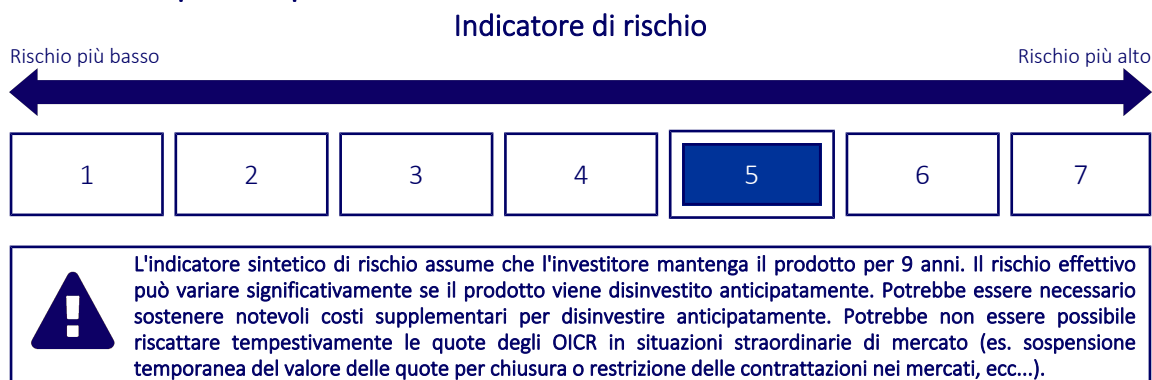 Indicatore di rischio
Rischio più basso
Rischio più alto
1
2
3
4
5
6
7
L'indicatore sintetico di rischio assume che l'investitore mantenga il prodotto per 9 anni. Il rischio effettivo
può variare significativamente se il prodotto viene disinvestito anticipatamente. Potrebbe essere necessario
sostenere notevoli costi supplementari per disinvestire anticipatamente. Potrebbe non essere possibile
riscattare tempestivamente le quote degli OICR in situazioni straordinarie di mercato (es. sospensione
temporanea del valore delle quote per chiusura o restrizione delle contrattazioni nei mercati, ecc...).